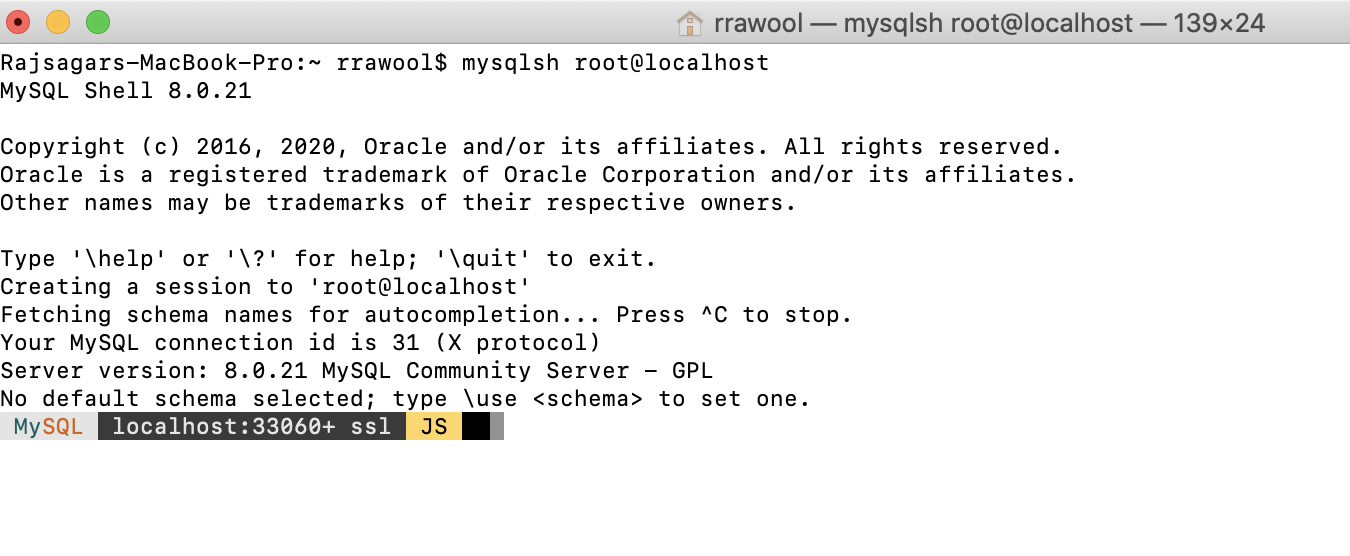 rrawool — mysqlsh root@localhost — 139×24
Rajsagars-MacBook-Pro:~ rrawool$ mysqlsh root@localhost
MySQL Shell 8.0.21
Copyright (c) 2016, 2020, Oracle and/or its affiliates. All rights reserved.
Oracle is a registered trademark of Oracle Corporation and/or its affiliates.
Other names may be trademarks of their respective owners.
Type '\help' or '\?' for help; '\quit' to exit.
Creating a session to 'root@localhost'
Fetching schema names for autocompletion... Press ^C to stop.
Your MySQL connection id is 31 (X protocol)
Server version: 8.0.21 MySQL Community Server - GPL
No default schema selected; type \use <schema> to set one.
MySQL localhost:33060+ ssl JS